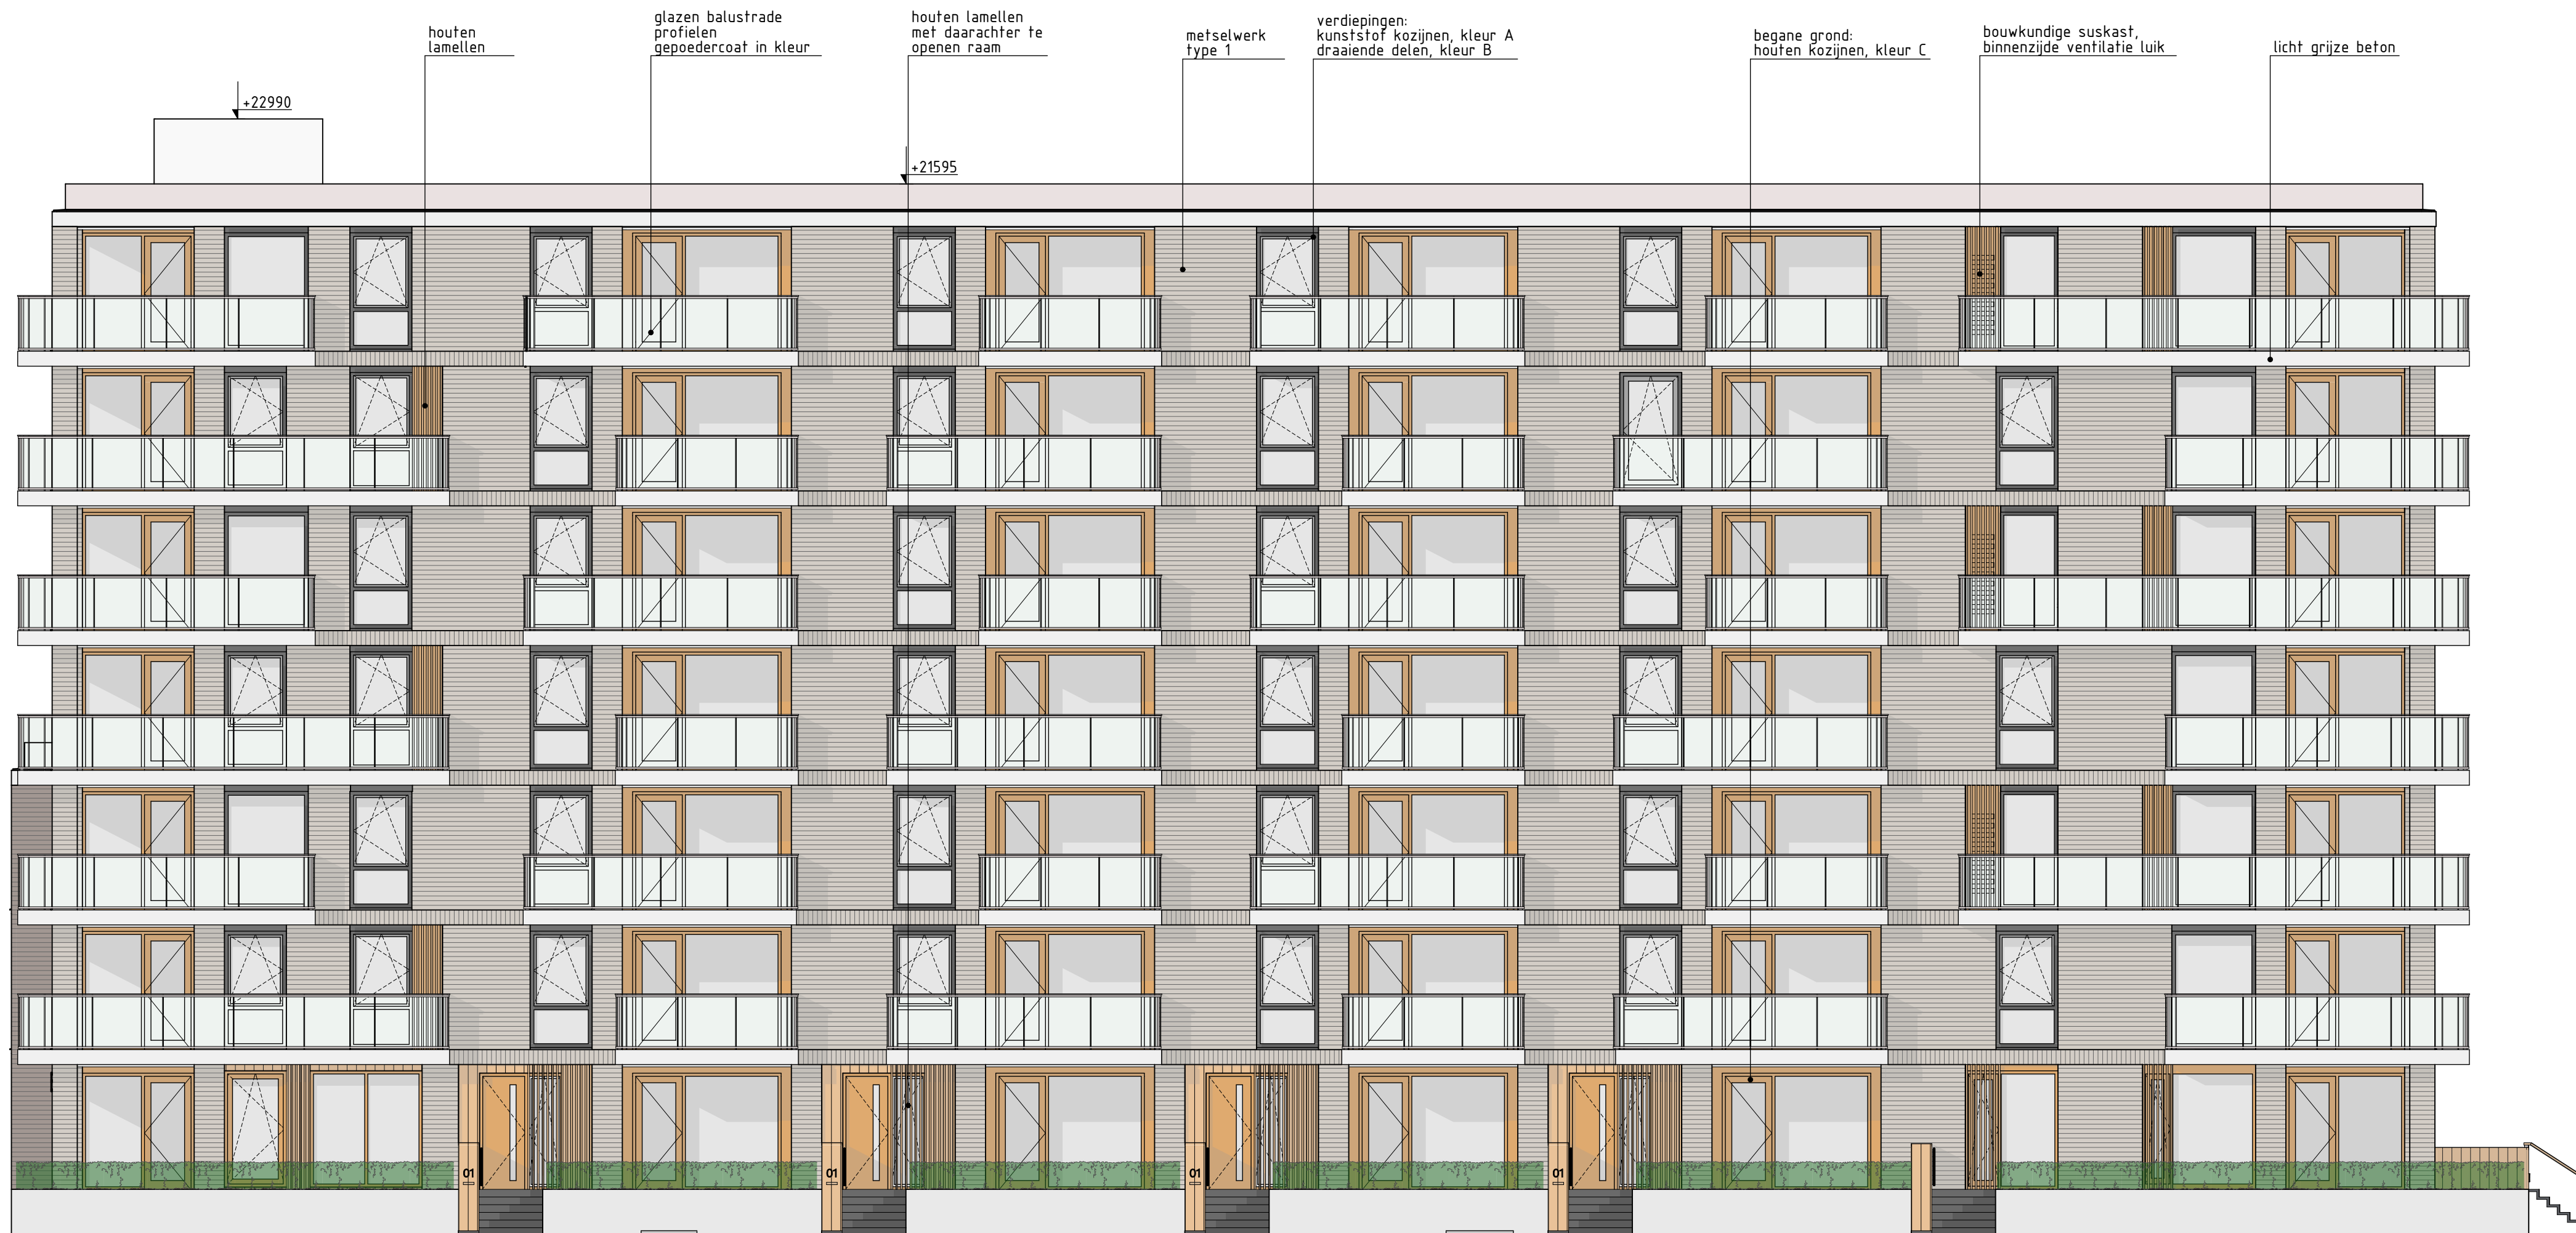 houten
lamellen
glazen balustrade
profielen
gepoedercoat in kleur
houten lamellen
met daarachter te
openen raam
metselwerk
type 1
verdiepingen:
kunststof kozijnen, kleur A
draaiende delen, kleur B
begane grond:
houten kozijnen, kleur C
bouwkundige suskast,
binnenzijde ventilatie luik
licht grijze beton
+22990
+21595
01
01
01
01